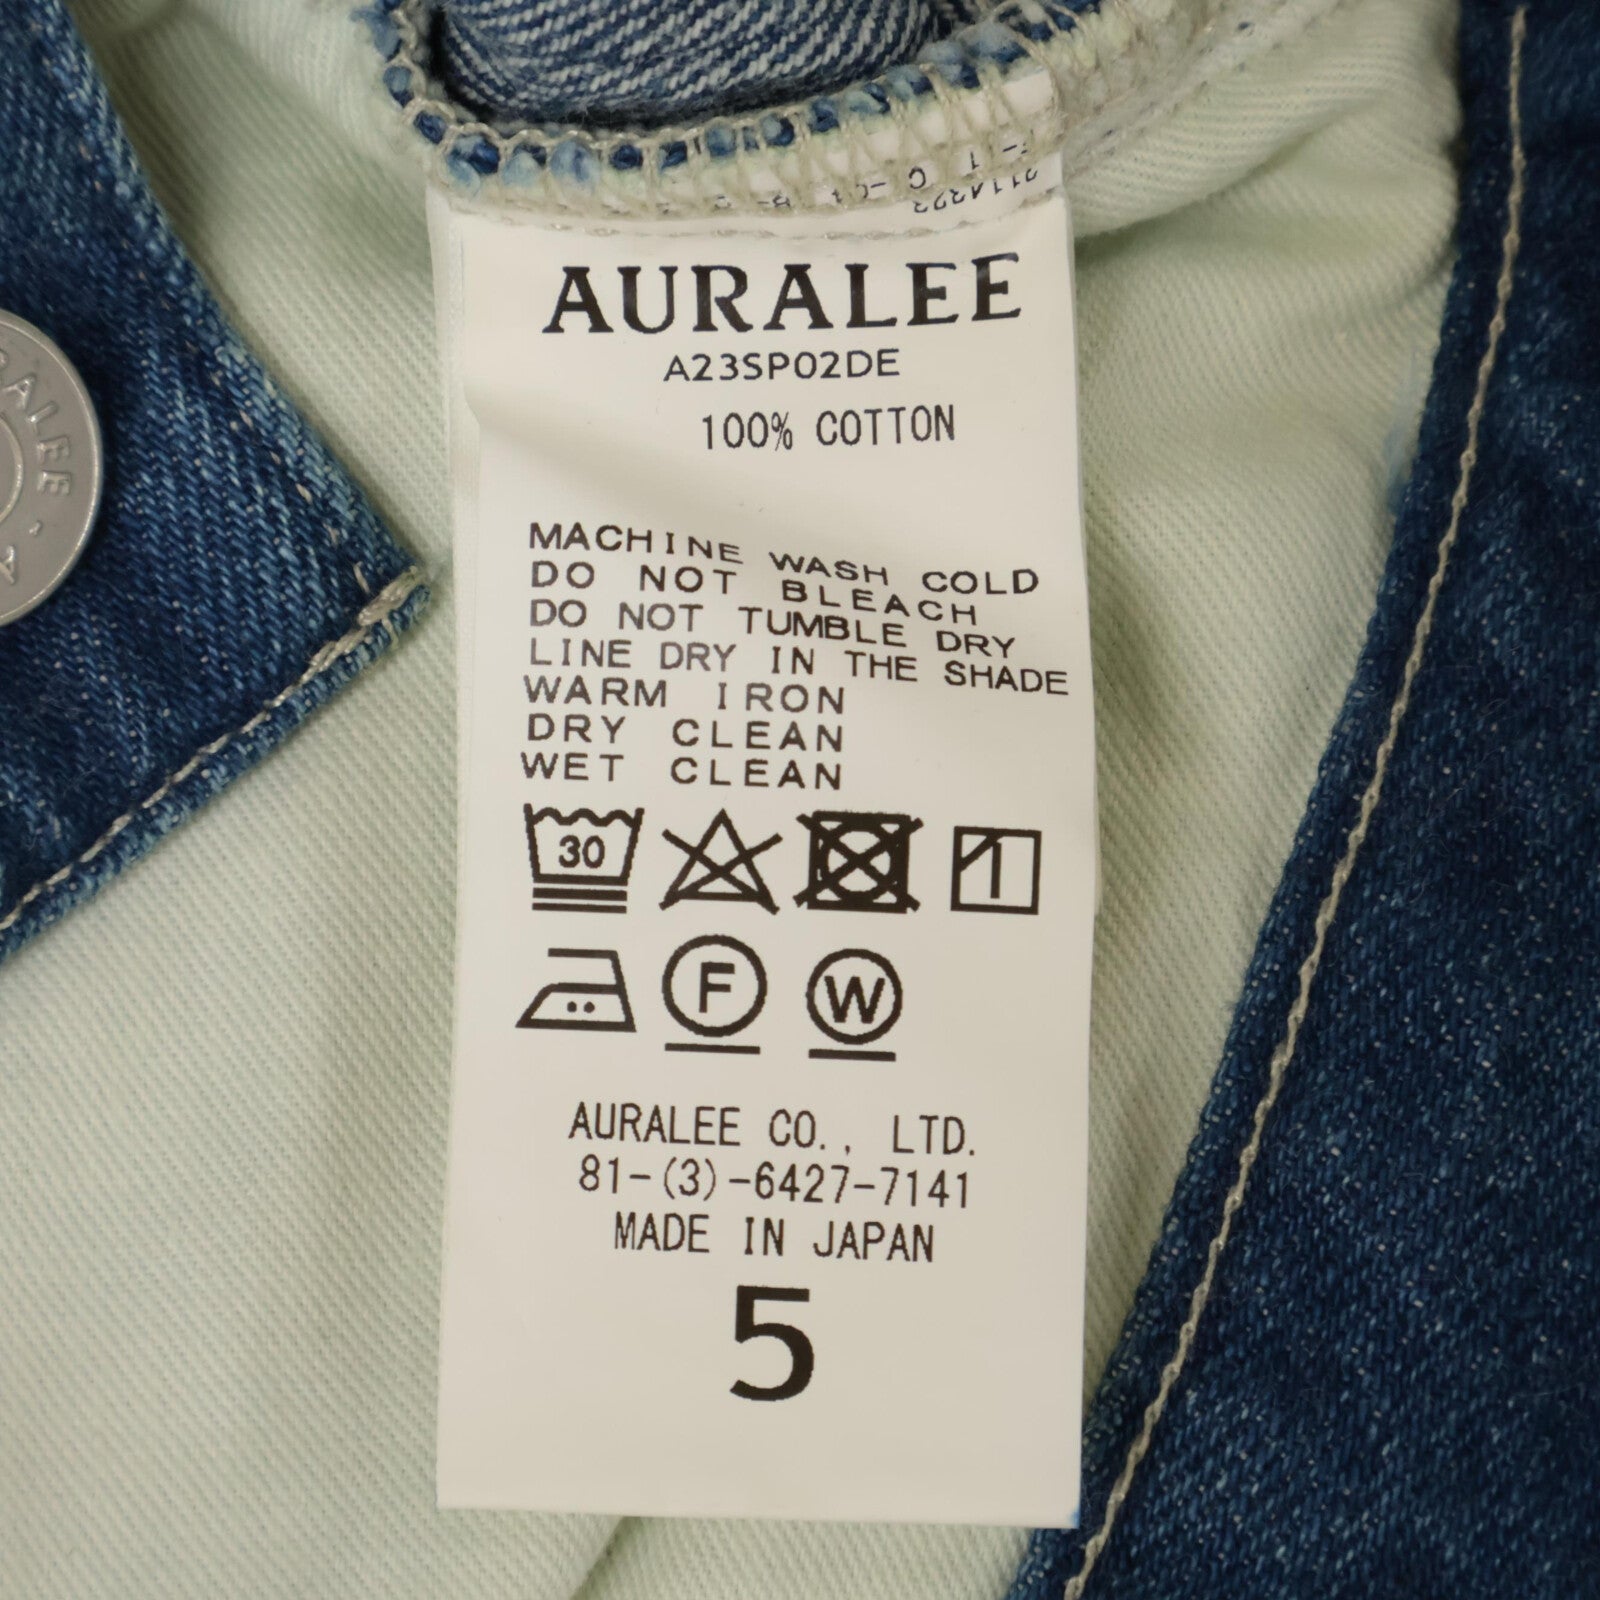 AURALEE
A23SP02DE
100% COTTON
MACHINE WASH COLD
DO NOT BLEACH
DO NOT TUMBLE DRY
LINE DRY IN THE SHADE
WARM IRON
DRY CLEAN
WET CLEAN
30
F W
AURALEE CO., LTD.
81-(3)-6427-7141
MADE IN JAPAN
5